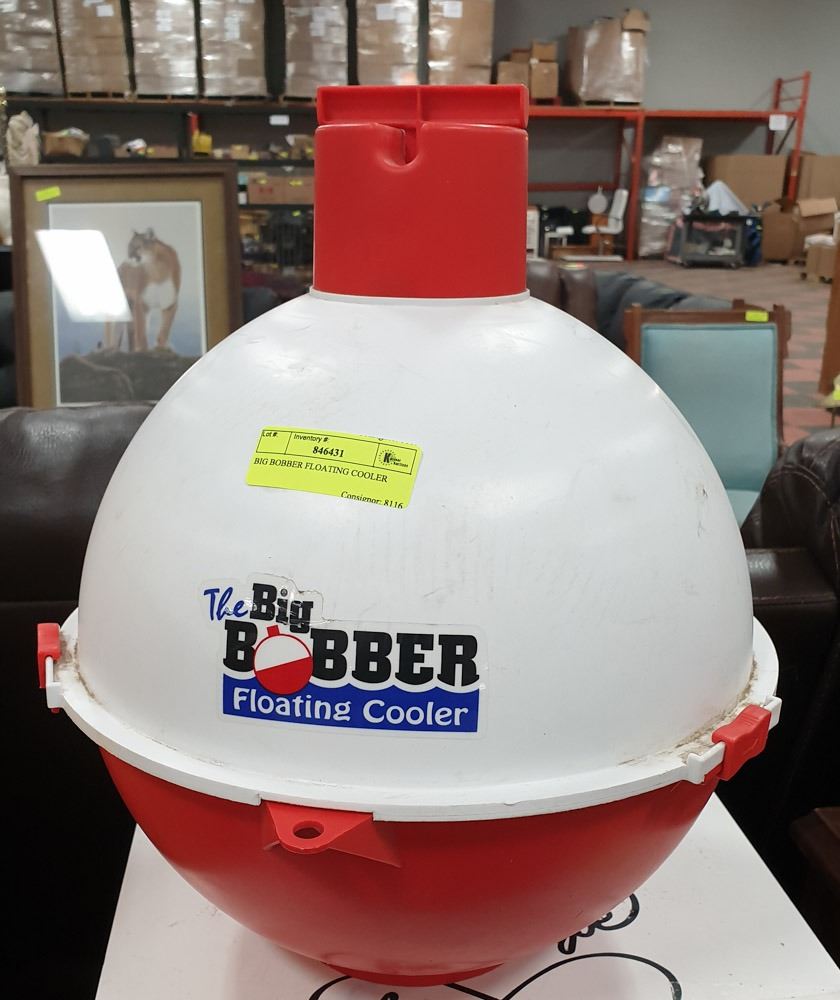 Lot #:
Inventory #:
846431
BIG BOBBER FLOATING COOLER
Consignor: 8116
The Big
BOBBER
Floating Cooler